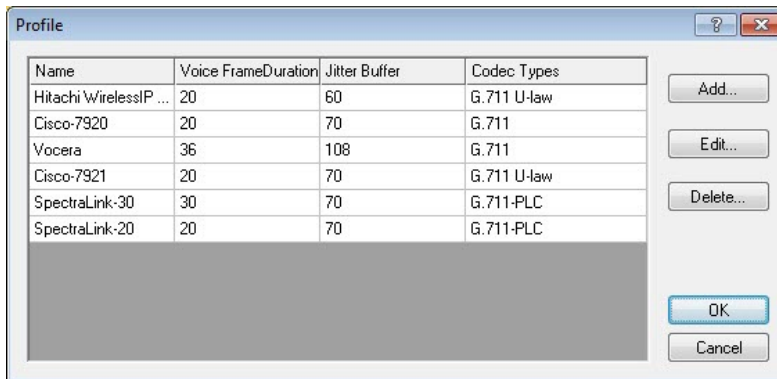 Profile
Name Voice FrameDuration Jitter Buffer Codec Types
Hitachi WirelessIP ... 20 60 G.711 U-law
Cisco-7920 20 70 G.711
Vocera 36 108 G.711
Cisco-7921 20 70 G.711 U-law
SpectraLink-30 30 70 G.711-PLC
SpectraLink-20 20 70 G.711-PLC
Add...
Edit...
Delete...
OK
Cancel